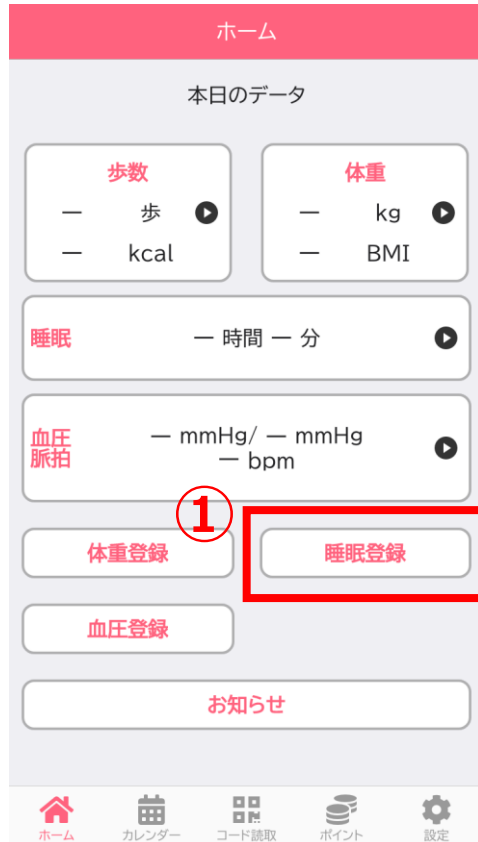 ホーム
本日のデータ
歩数
ー 歩
ー kcal
体重
ー kg
ー BMI
睡眠 ー 時間 ー 分
血圧
脈拍
ー mmHg/ ー mmHg
ー bpm
①
体重登録
睡眠登録
血圧登録
お知らせ
ホーム
カレンダー
コード読取
ポイント
設定